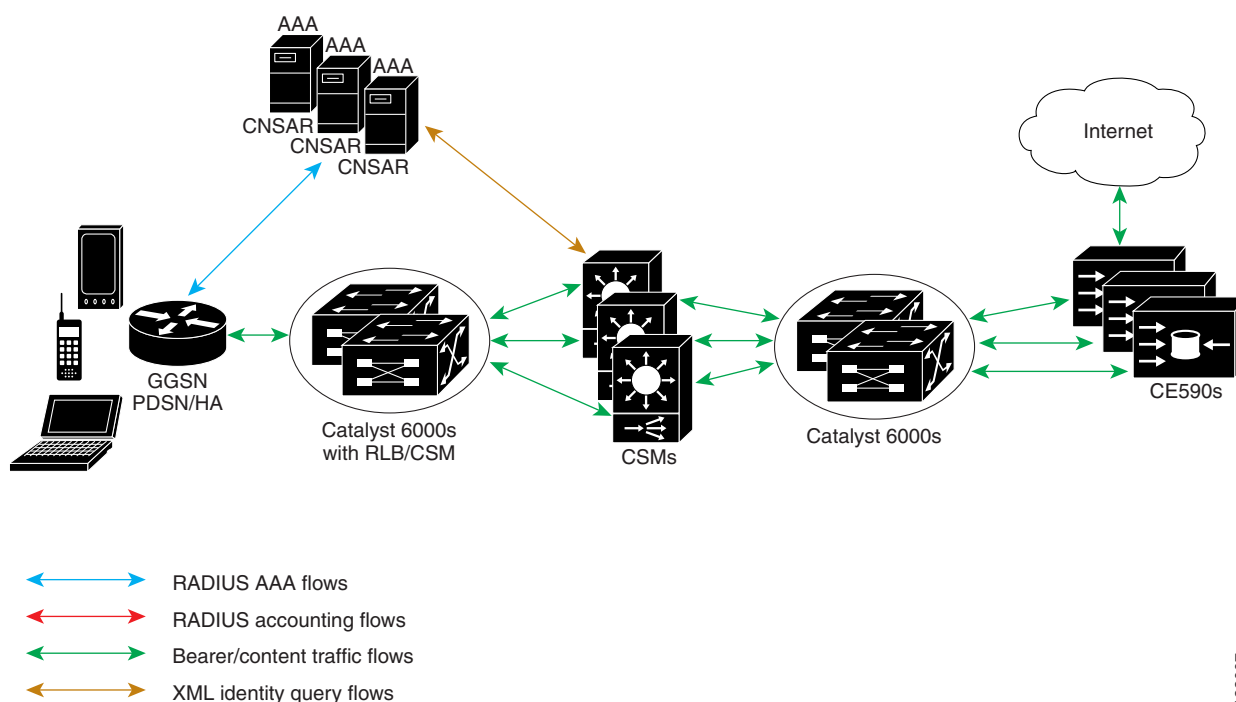 AAA
AAA
AAA
CNSAR
CNSAR
CNSAR
Internet
GGSN
PDSN/HA
Catalyst 6000s
with RLB/CSM
CSMs
Catalyst 6000s
CE590s
RADIUS AAA flows
RADIUS accounting flows
Bearer/content traffic flows
XML identity query flows